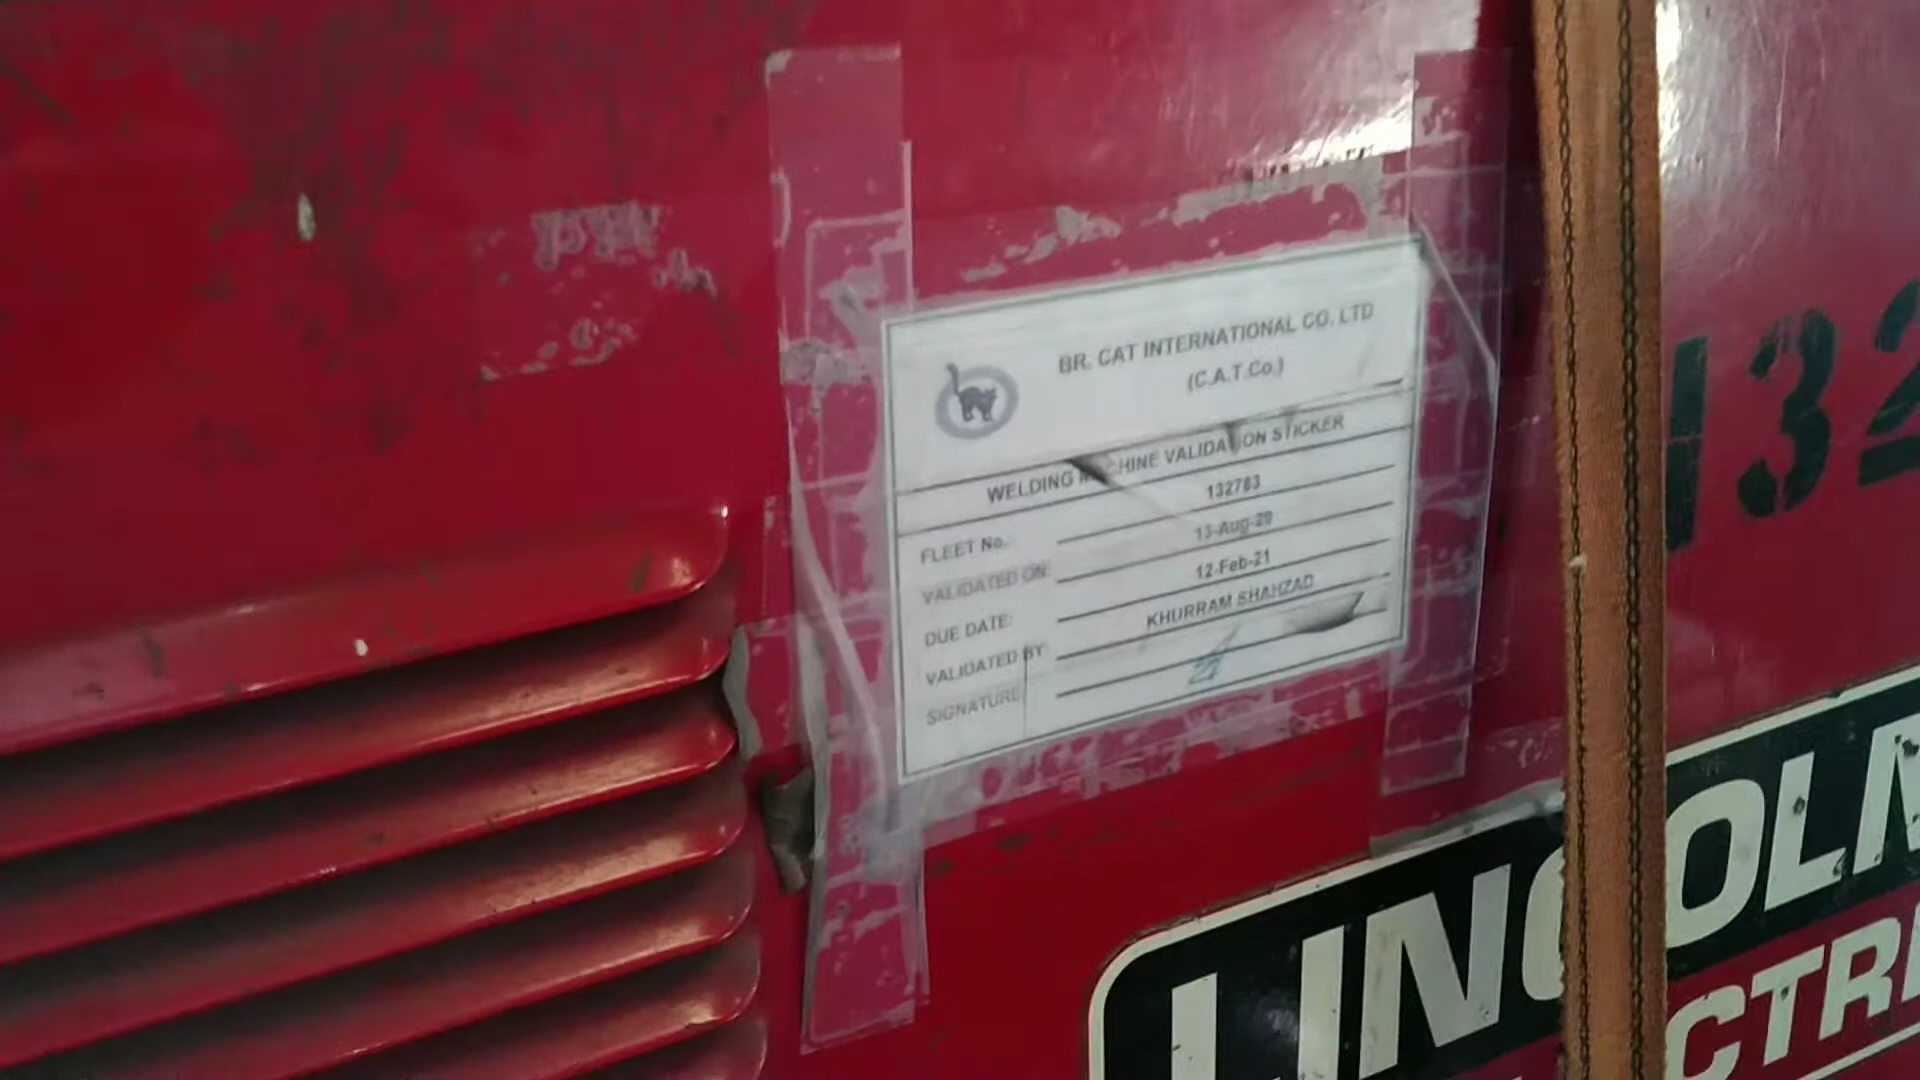 BR. CAT INTERNATIONAL CO. LTD
(C.A.T.Co.)
WELDING MACHINE VALIDATION STICKER
FLEET No. 132783
VALIDATED ON: 13-Aug-20
DUE DATE: 12-Feb-21
VALIDATED BY KHURRAM SHAHZAD
SIGNATURE
132
LINCOLN
CTRI